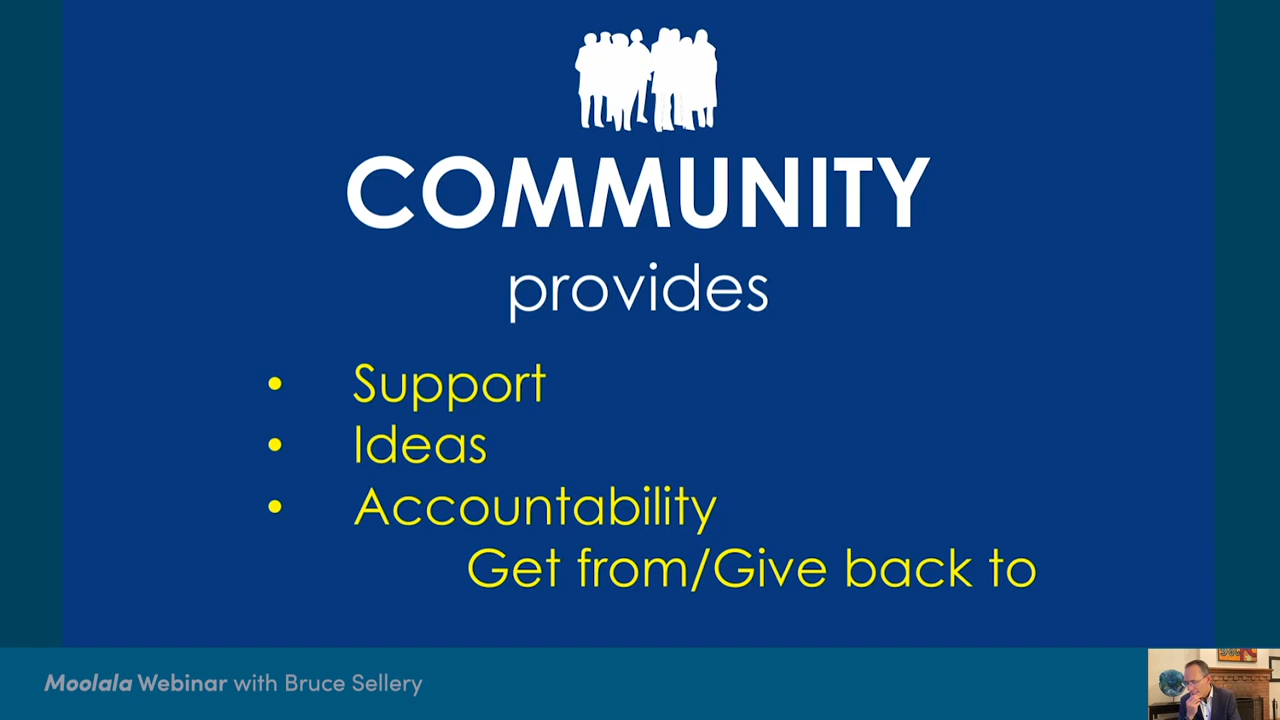 COMMUNITY
provides
• Support
• Ideas
• Accountability
Get from/Give back to
Moolala Webinar with Bruce Sellery